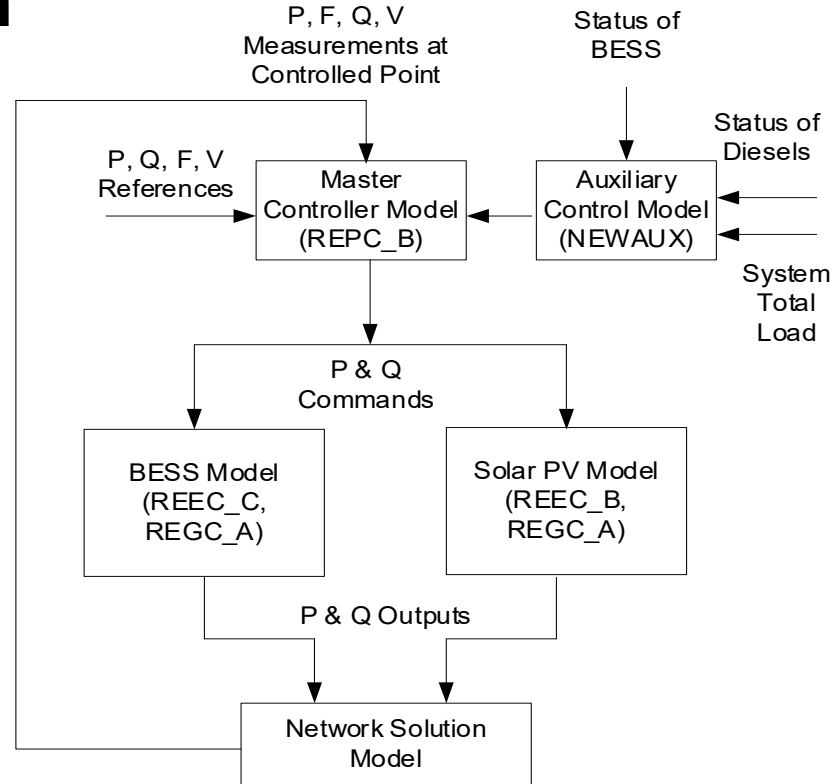 P, F, Q, V
Measurements at
Controlled Point
Status of
BESS
Status of
Diesels
P, Q, F, V
References
Master
Controller Model
(REPC_B)
Auxiliary
Control Model
(NEWAUX)
System
Total
Load
P & Q
Commands
BESS Model
(REEC_C,
REGC_A)
Solar PV Model
(REEC_B,
REGC_A)
P & Q Outputs
Network Solution
Model